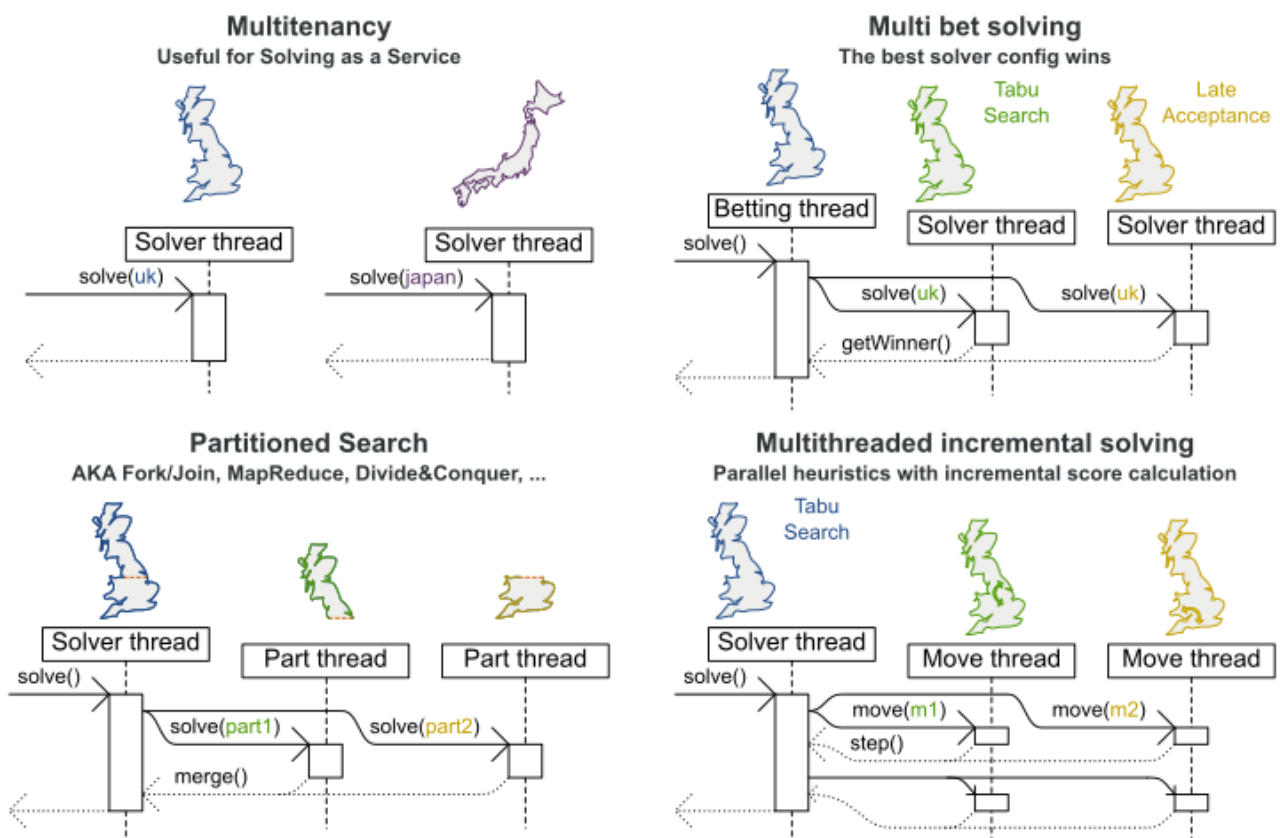 Multitenancy
Useful for Solving as a Service
Solver thread
Solver thread
solve(uk)
solve(japan)
Multi bet solving
The best solver config wins
Tabu
Search
Late
Acceptance
Betting thread
Solver thread
Solver thread
solve()
solve(uk)
solve(uk)
getWinner()
Partitioned Search
AKA Fork/Join, MapReduce, Divide&Conquer, ...
Solver thread
Part thread
Part thread
solve()
solve(part1)
solve(part2)
merge()
Multithreaded incremental solving
Parallel heuristics with incremental score calculation
Tabu
Search
Solver thread
Move thread
Move thread
solve()
move(m1)
move(m2)
step()